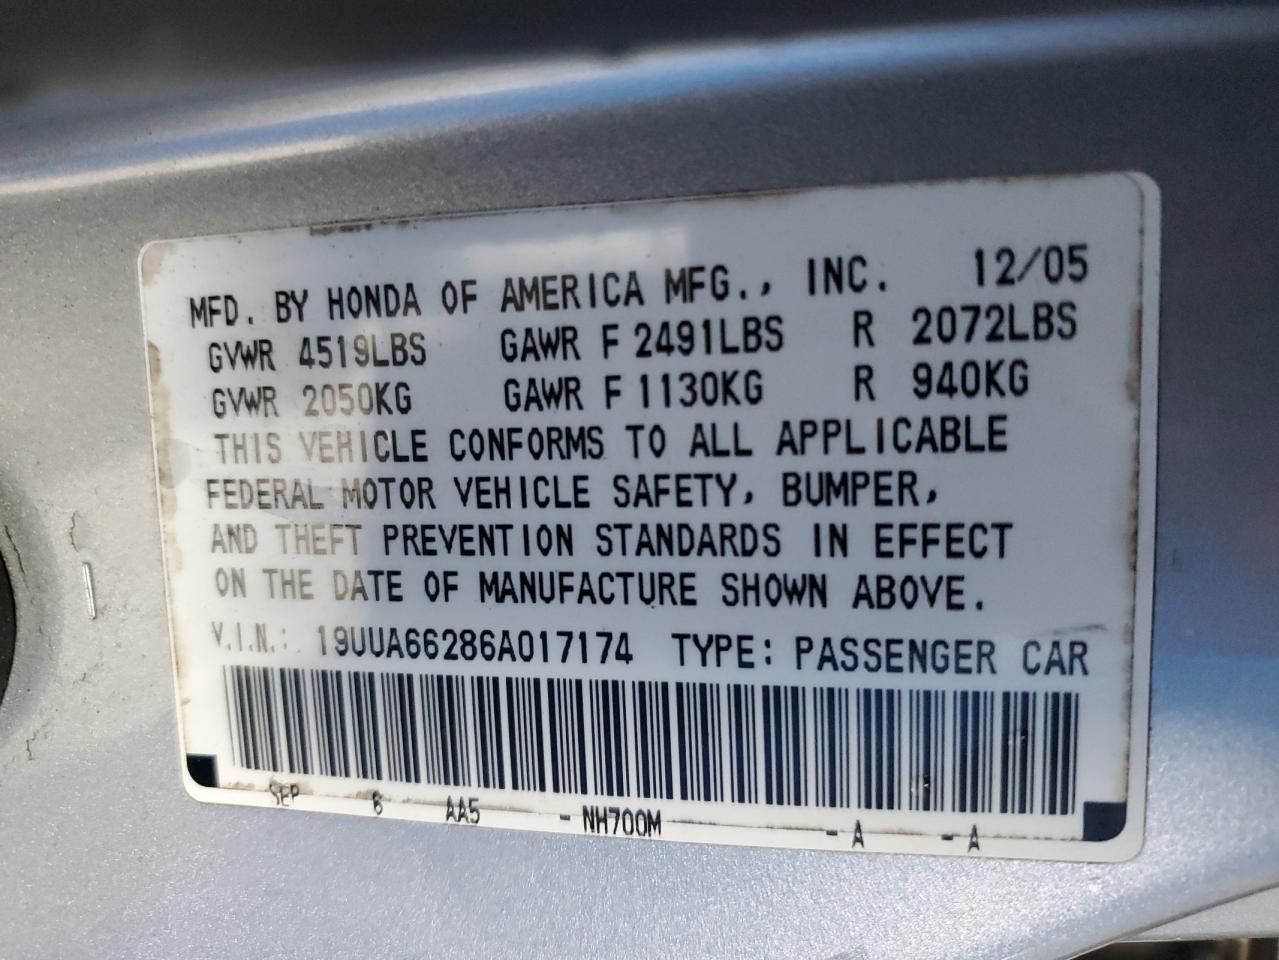 MFD. BY HONDA OF AMERICA MFG., INC. 12/05
GVWR 4519LBS GAWR F 2491LBS R 2072LBS
GVWR 2050KG GAWR F 1130KG R 940KG
THIS VEHICLE CONFORMS TO ALL APPLICABLE
FEDERAL MOTOR VEHICLE SAFETY, BUMPER,
AND THEFT PREVENTION STANDARDS IN EFFECT
ON THE DATE OF MANUFACTURE SHOWN ABOVE.
V.I.N.: 19UUA66286A017174 TYPE: PASSENGER CAR
SEP 6 AA5 - NH700M - A - A